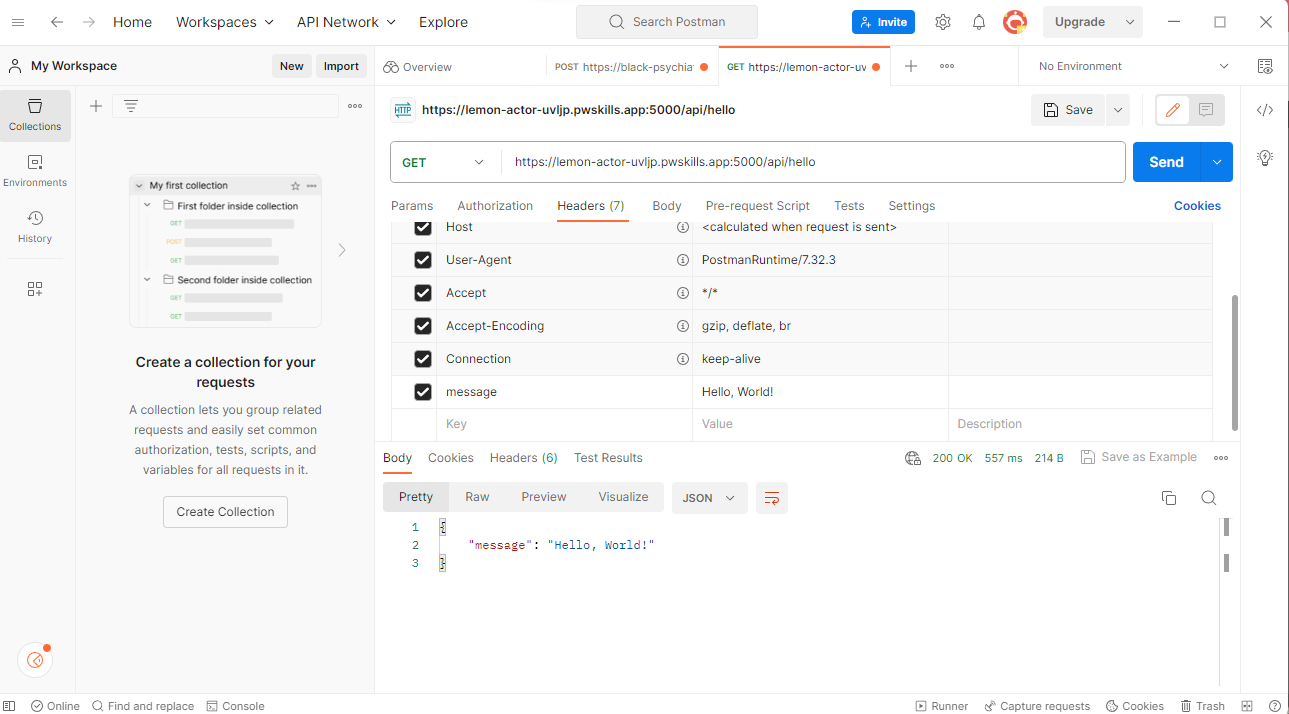 Home Workspaces API Network Explore Search Postman Invite Upgrade
My Workspace New Import Overview POST https://black-psychia GET https://lemon-actor-uv No Environment
Collections
Environments
History
My first collection
First folder inside collection
GET
POST
GET
Second folder inside collection
GET
GET
Create a collection for your
requests
A collection lets you group related
requests and easily set common
authorization, tests, scripts, and
variables for all requests in it.
Create Collection
HTTP https://lemon-actor-uvljp.pwskills.app:5000/api/hello Save
GET https://lemon-actor-uvljp.pwskills.app:5000/api/hello Send
Params Authorization Headers (7) Body Pre-request Script Tests Settings Cookies
Host <calculated when request is sent>
User-Agent PostmanRuntime/7.32.3
Accept */*
Accept-Encoding gzip, deflate, br
Connection keep-alive
message Hello, World!
Key Value Description
Body Cookies Headers (6) Test Results 200 OK 557 ms 214 B Save as Example
Pretty Raw Preview Visualize JSON
1 {
2 "message": "Hello, World!"
3 }
Online Find and replace Console Runner Capture requests Cookies Trash